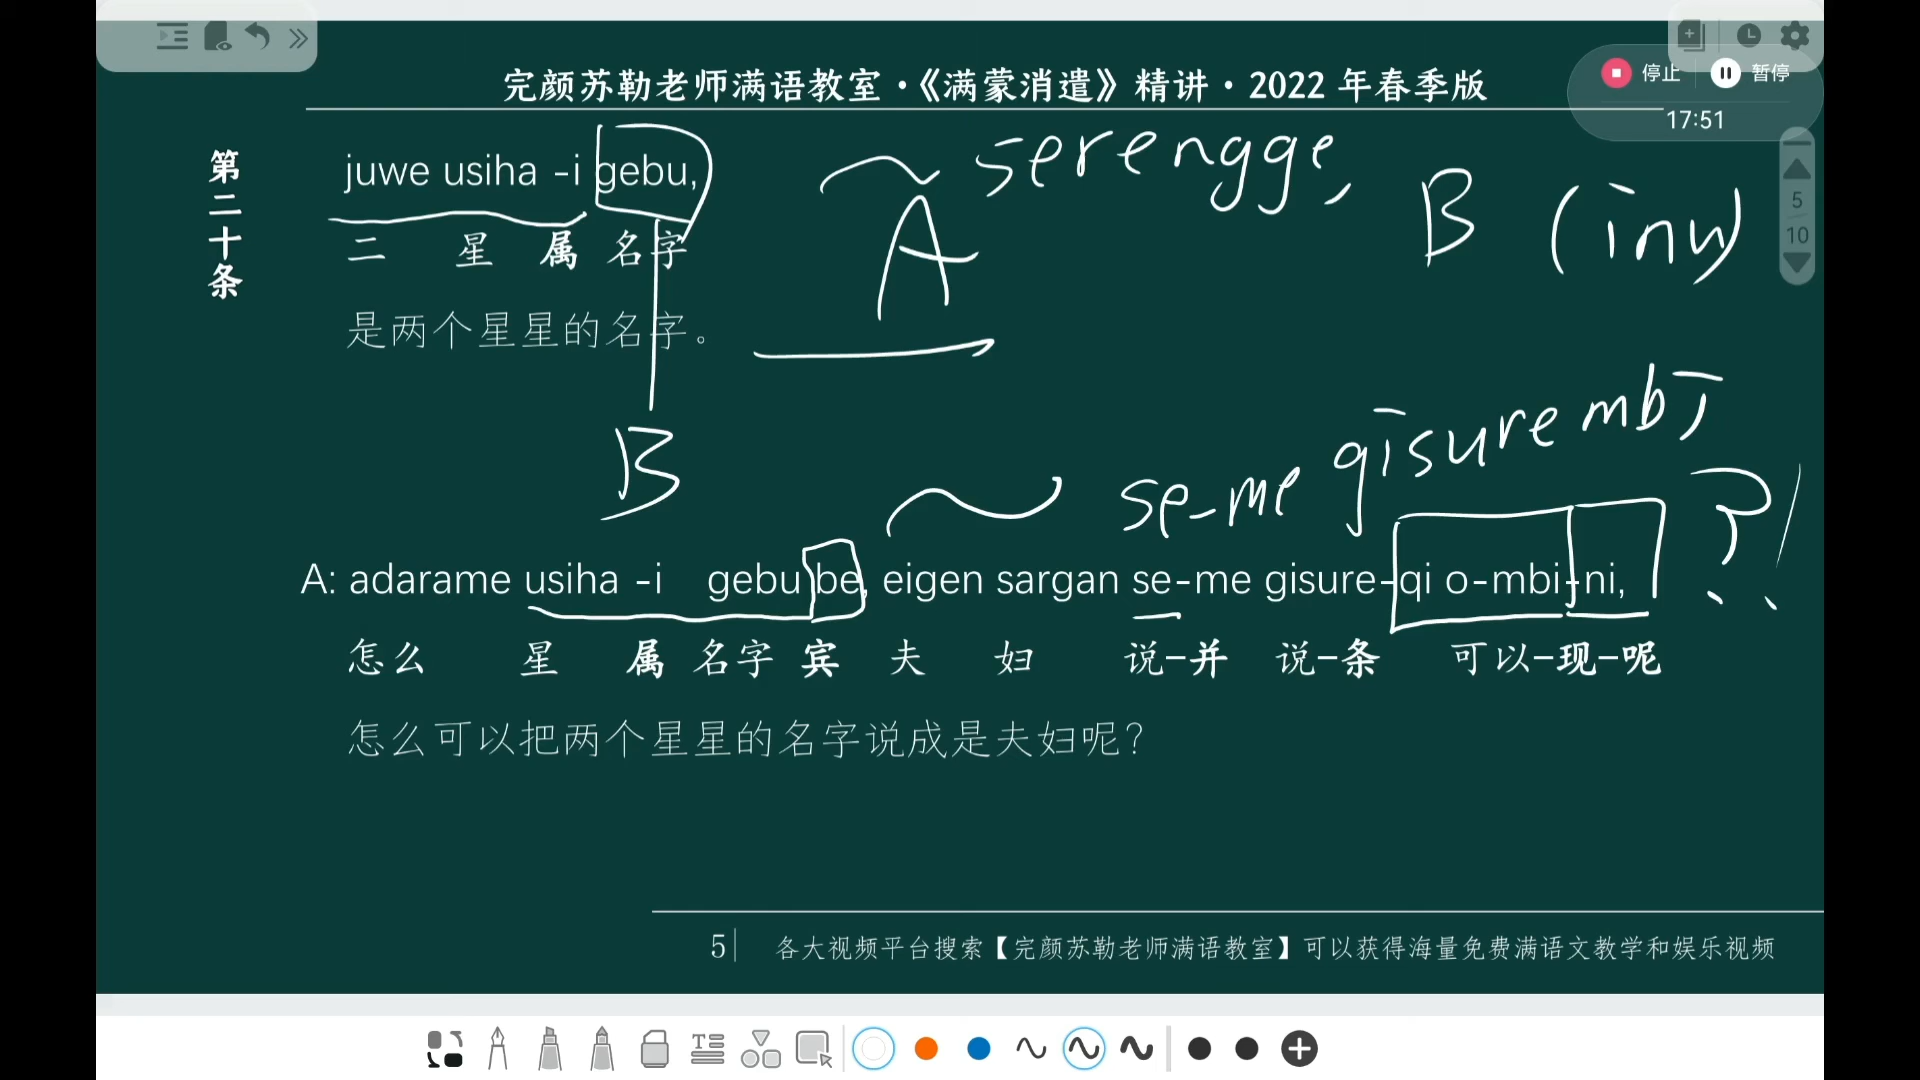 停止 暂停
17:51
完颜苏勒老师满语教室·《满蒙消遣》精讲·2022 年春季版
第二十条
5
10
juwe usiha -i gebu,
serengge,
A
B (inu)
二 星 属 名字
是两个星星的名字。
B
se-me gisurembi
?!
A: adarame usiha -i gebu be, eigen sargan se-me gisure-qi o-mbi-ni,
怎么 星 属 名字 宾 夫 妇 说-并 说-条 可以-现-呢
怎么可以把两个星星的名字说成是夫妇呢?
5| 各大视频平台搜索【完颜苏勒老师满语教室】可以获得海量免费满语文教学和娱乐视频